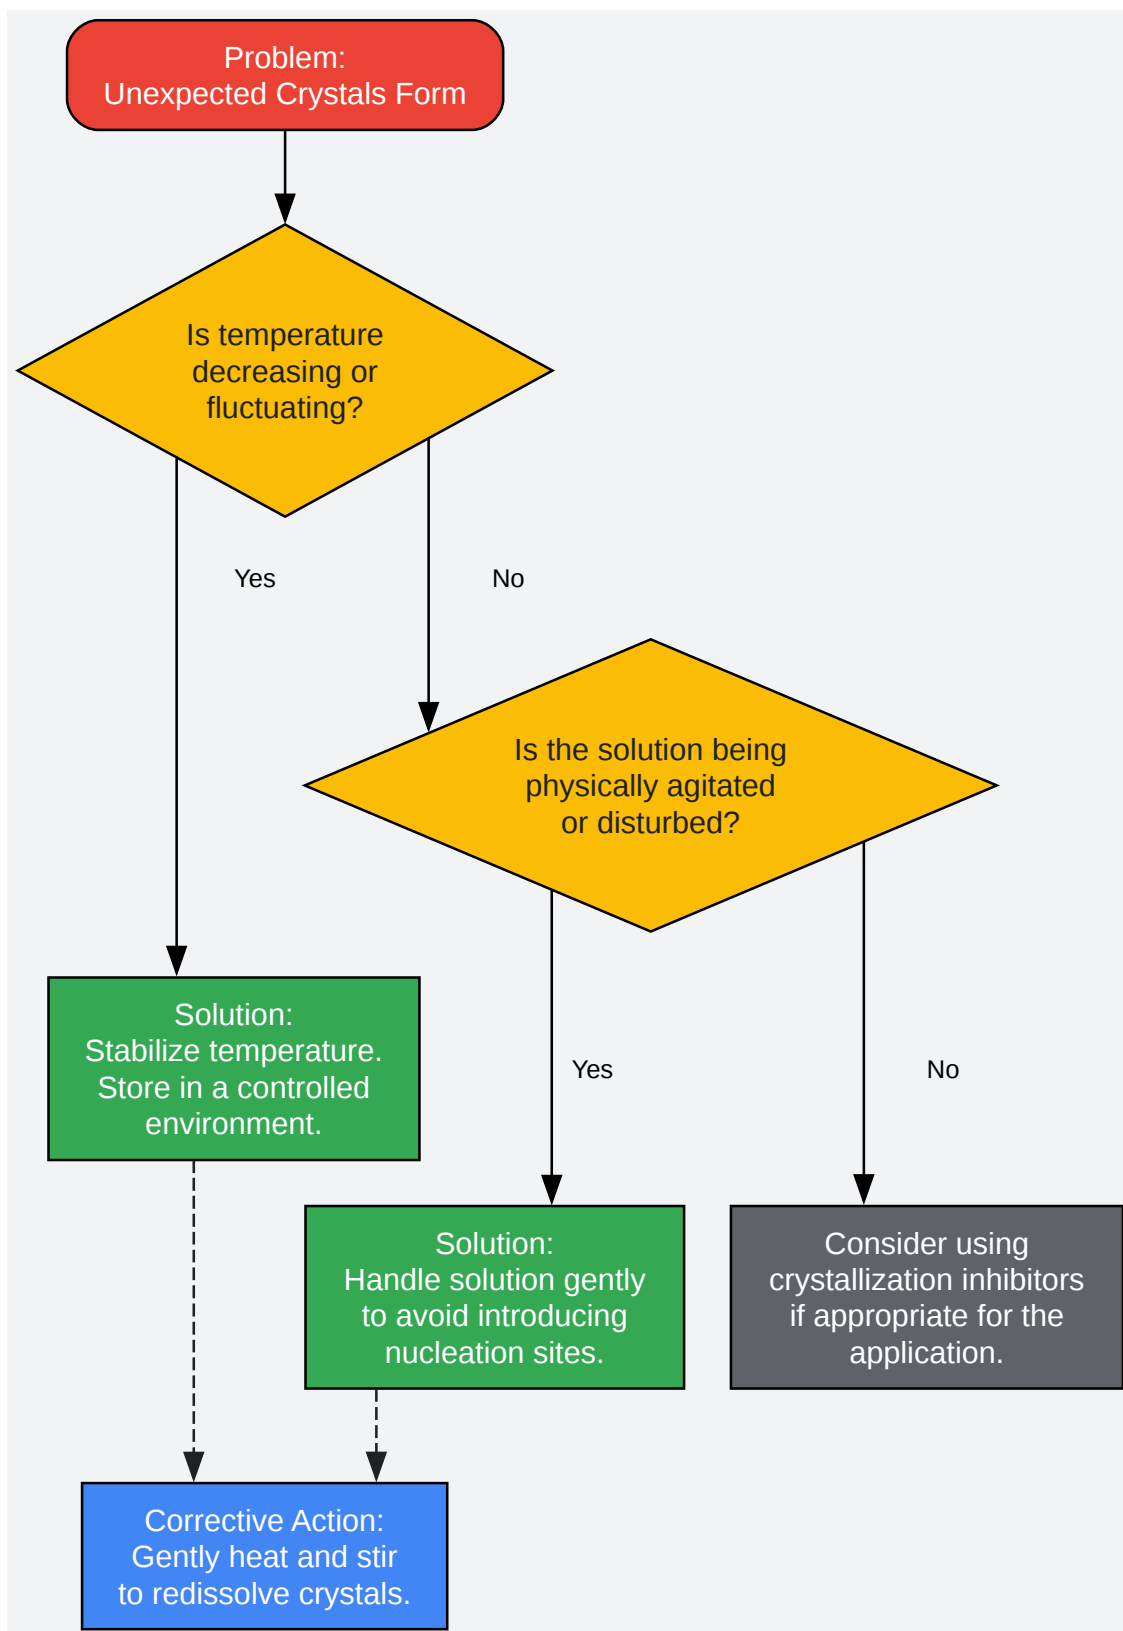 Problem:
Unexpected Crystals Form
Is temperature
decreasing or
fluctuating?
Yes
No
Is the solution being
physically agitated
or disturbed?
Solution:
Stabilize temperature.
Store in a controlled
environment.
Yes
No
Solution:
Handle solution gently
to avoid introducing
nucleation sites.
Consider using
crystallization inhibitors
if appropriate for the
application.
Corrective Action:
Gently heat and stir
to redissolve crystals.